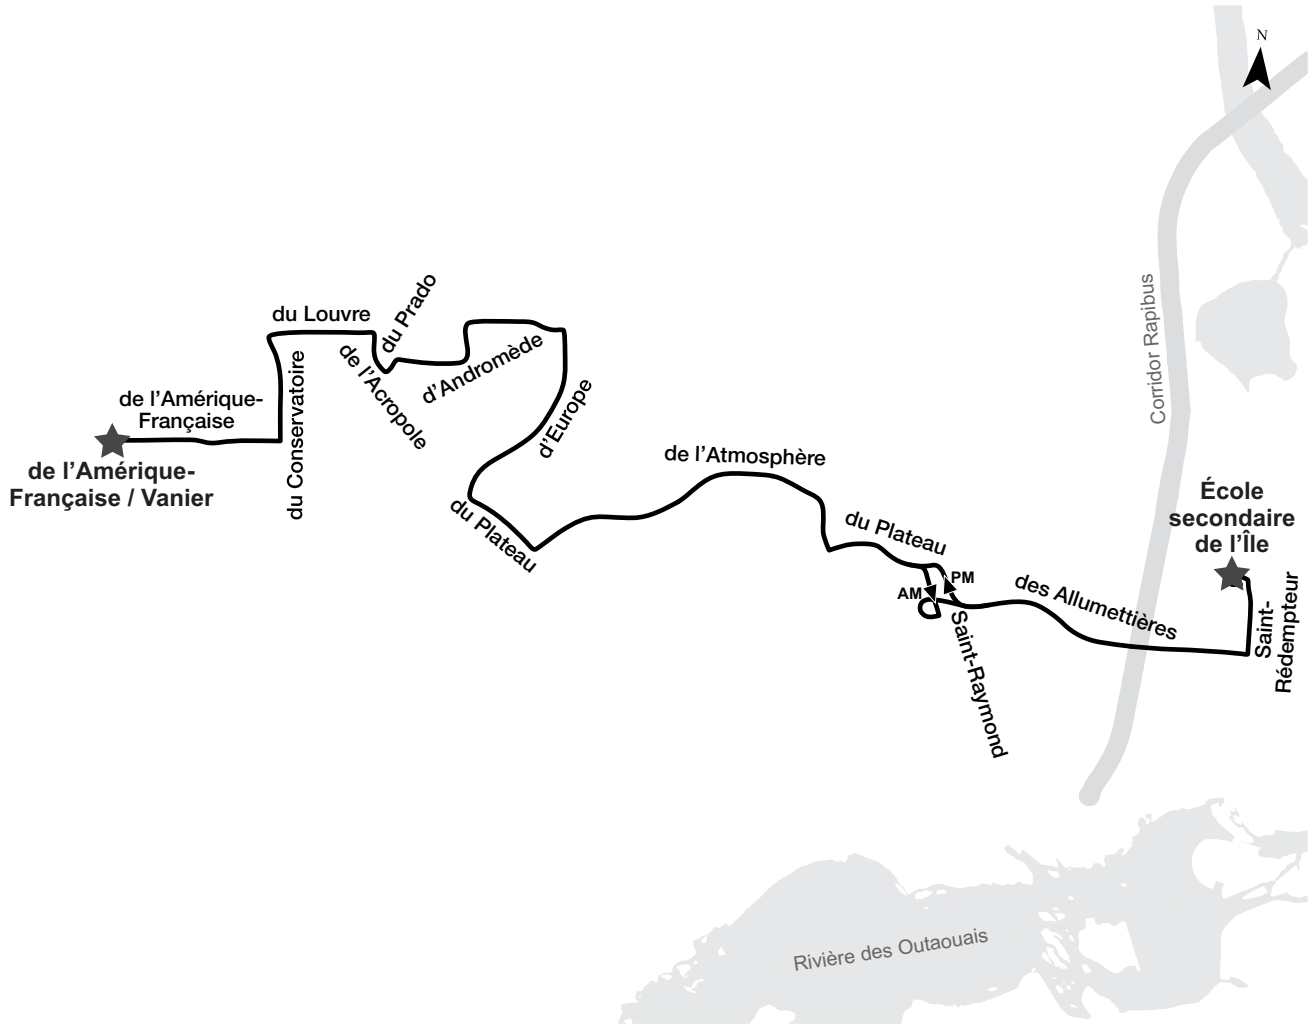 N
du Prado
du Louvre
de l'Acropole
d'Andromède
de l'Amérique-
Française
du Conservatoire
de l'Amérique-
Française / Vanier
d'Europe
du Plateau
de l'Atmosphère
du Plateau
AM
PM
Saint-Raymond
des Allumettières
Corridor Rapibus
École
secondaire
de l'Île
Saint-
Rédempteur
Rivière des Outaouais